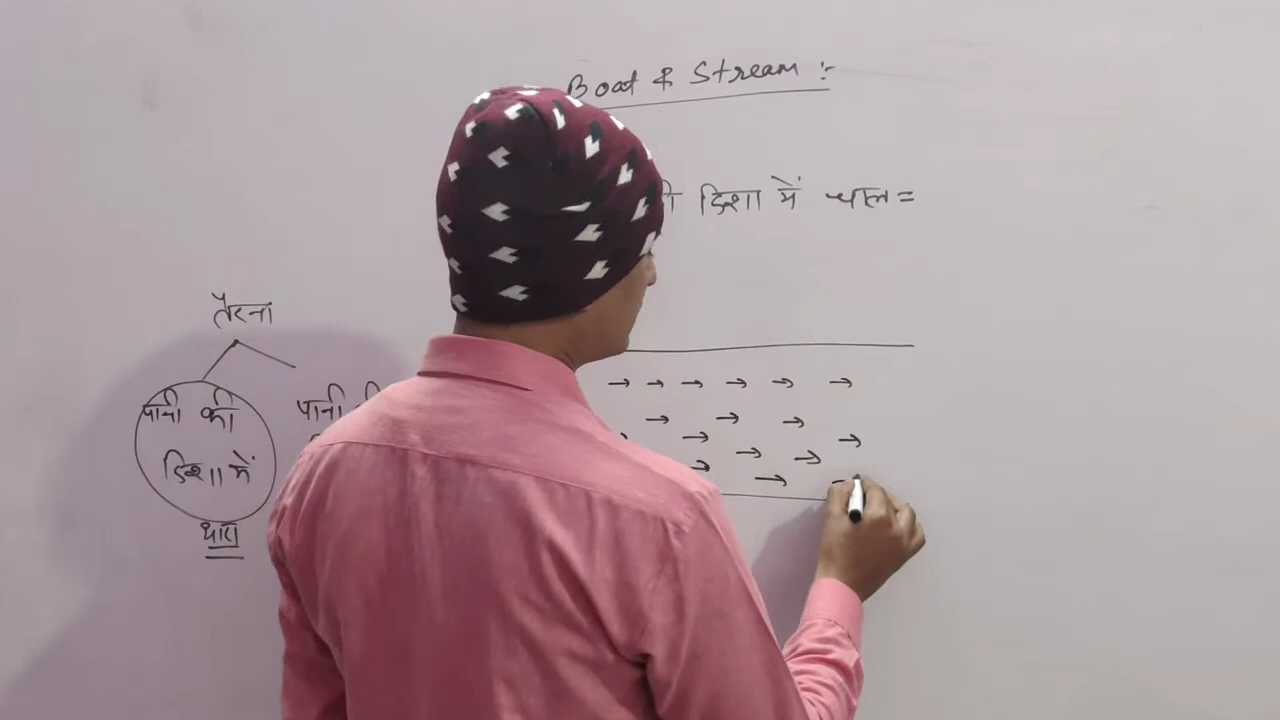 Boat & Stream :-
की दिशा में चाल =
तैरना
पानी की
दिशा में
धारा
पानी की